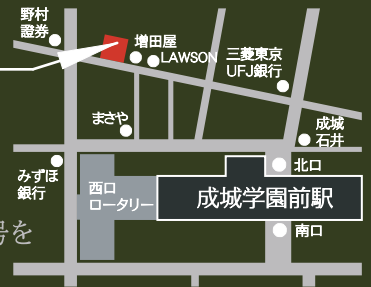 野村
證券
増田屋
LAWSON
三菱東京
UFJ銀行
まさや
成城
石井
みずほ
銀行
西口
ロータリー
北口
成城学園前駅
南口
号を